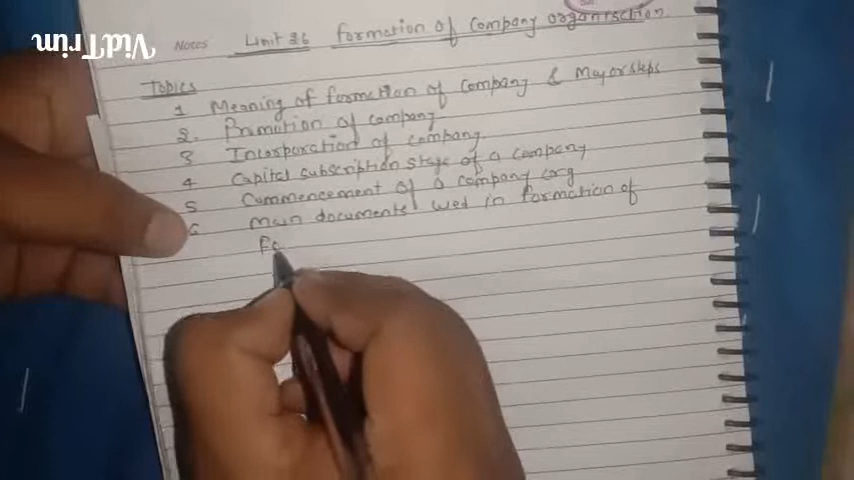 VidTrim
Notes
Unit 26 formation of Company organisation
Topics
1 Meaning of formation of Company & Major steps
2. Promotion of company
3 Incorporation of company
4 Capital subscription stage of a company
5 Commencement of a company org
6 main documents used in formation of